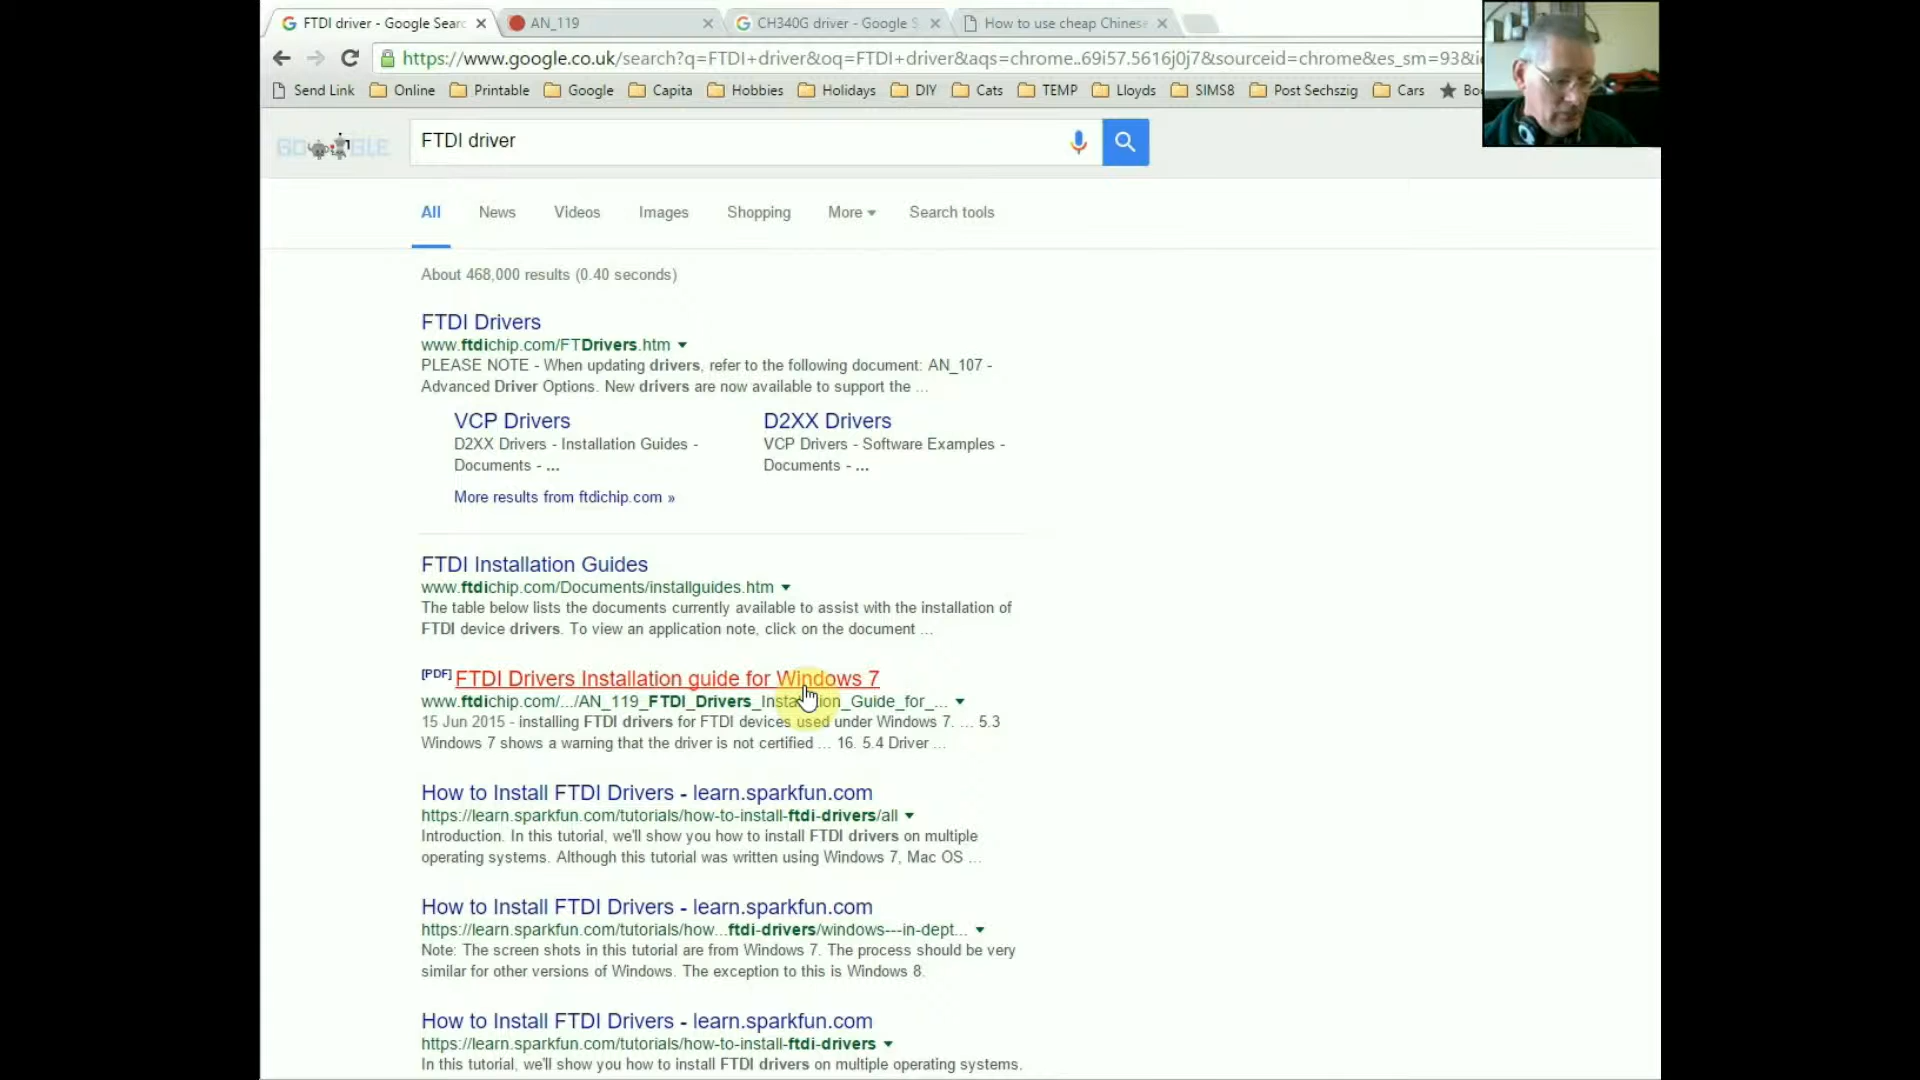 FTDI driver - Google Searc
AN_119
CH340G driver - Google S
How to use cheap Chinese
https://www.google.co.uk/search?q=FTDI+driver&oq=FTDI+driver&aqs=chrome..69i57.5616j0j7&sourceid=chrome&es_sm=93&i
Send Link Online Printable Google Capita Hobbies Holidays DIY Cats TEMP Lloyds SIMS8 Post Sechszig Cars Bo
FTDI driver
All News Videos Images Shopping More Search tools
About 468,000 results (0.40 seconds)
FTDI Drivers
www.ftdichip.com/FTDrivers.htm
PLEASE NOTE - When updating drivers, refer to the following document: AN_107 -
Advanced Driver Options. New drivers are now available to support the ...
VCP Drivers
D2XX Drivers - Installation Guides -
Documents - ...
D2XX Drivers
VCP Drivers - Software Examples -
Documents - ...
More results from ftdichip.com »
FTDI Installation Guides
www.ftdichip.com/Documents/installguides.htm
The table below lists the documents currently available to assist with the installation of
FTDI device drivers. To view an application note, click on the document ...
[PDF] FTDI Drivers Installation guide for Windows 7
www.ftdichip.com/.../AN_119_FTDI_Drivers_Installation_Guide_for_...
15 Jun 2015 - installing FTDI drivers for FTDI devices used under Windows 7. ... 5.3
Windows 7 shows a warning that the driver is not certified ... 16. 5.4 Driver ...
How to Install FTDI Drivers - learn.sparkfun.com
https://learn.sparkfun.com/tutorials/how-to-install-ftdi-drivers/all
Introduction. In this tutorial, we'll show you how to install FTDI drivers on multiple
operating systems. Although this tutorial was written using Windows 7, Mac OS ...
How to Install FTDI Drivers - learn.sparkfun.com
https://learn.sparkfun.com/tutorials/how...ftdi-drivers/windows---in-dept...
Note: The screen shots in this tutorial are from Windows 7. The process should be very
similar for other versions of Windows. The exception to this is Windows 8.
How to Install FTDI Drivers - learn.sparkfun.com
https://learn.sparkfun.com/tutorials/how-to-install-ftdi-drivers
In this tutorial, we'll show you how to install FTDI drivers on multiple operating systems.